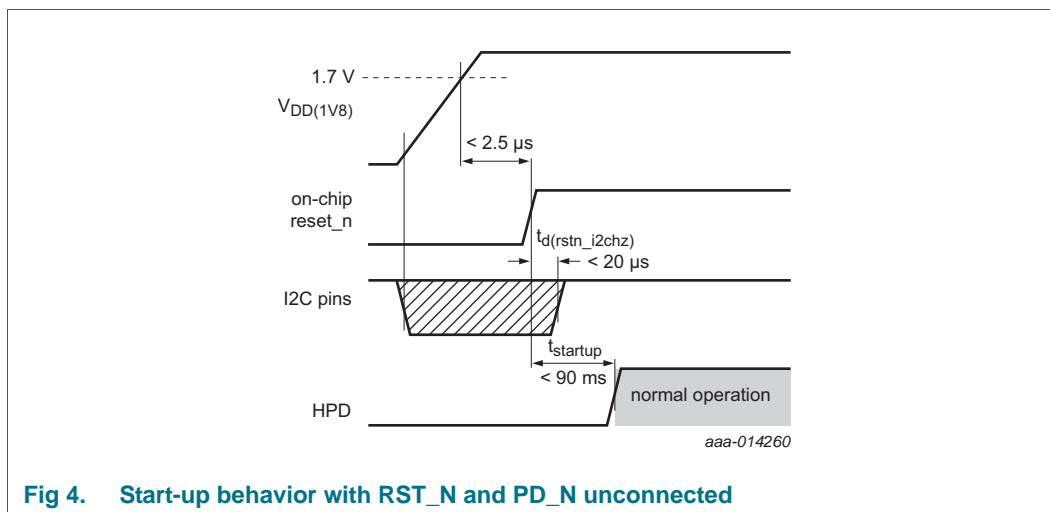 1.7 V
VDD(1V8)
< 2.5 µs
on-chip
reset_n
td(rstn_i2chz)
< 20 µs
I2C pins
tstartup
< 90 ms
normal operation
HPD
aaa-014260
Fig 4. Start-up behavior with RST_N and PD_N unconnected